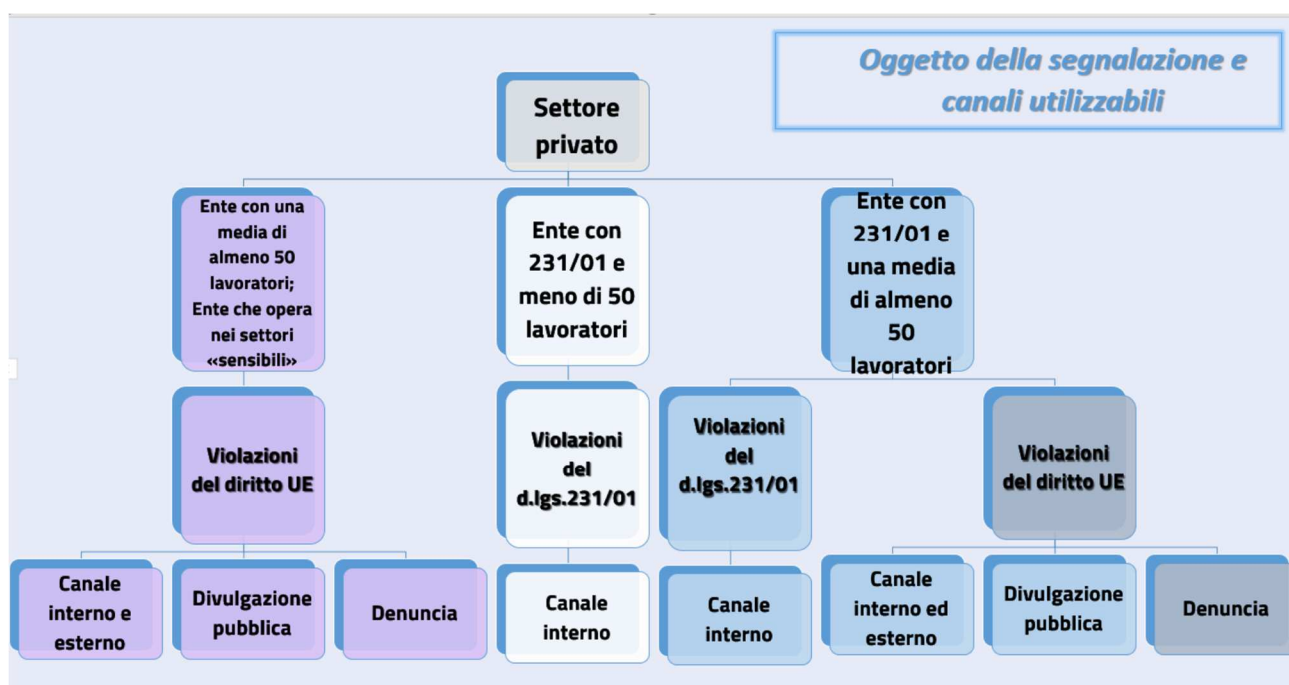 Oggetto della segnalazione e
canali utilizzabili
Settore
privato
Ente con una
media di
almeno 50
lavoratori;
Ente che opera
nei settori
«sensibili»
Ente con
231/01 e
meno di 50
lavoratori
Ente con
231/01 e
una media
di almeno
50
lavoratori
Violazioni
del diritto UE
Violazioni
del
d.lgs.231/01
Violazioni
del
d.lgs.231/01
Violazioni
del diritto UE
Canale
interno e
esterno
Divulgazione
pubblica
Denuncia
Canale
interno
Canale
interno
Canale
interno ed
esterno
Divulgazione
pubblica
Denuncia